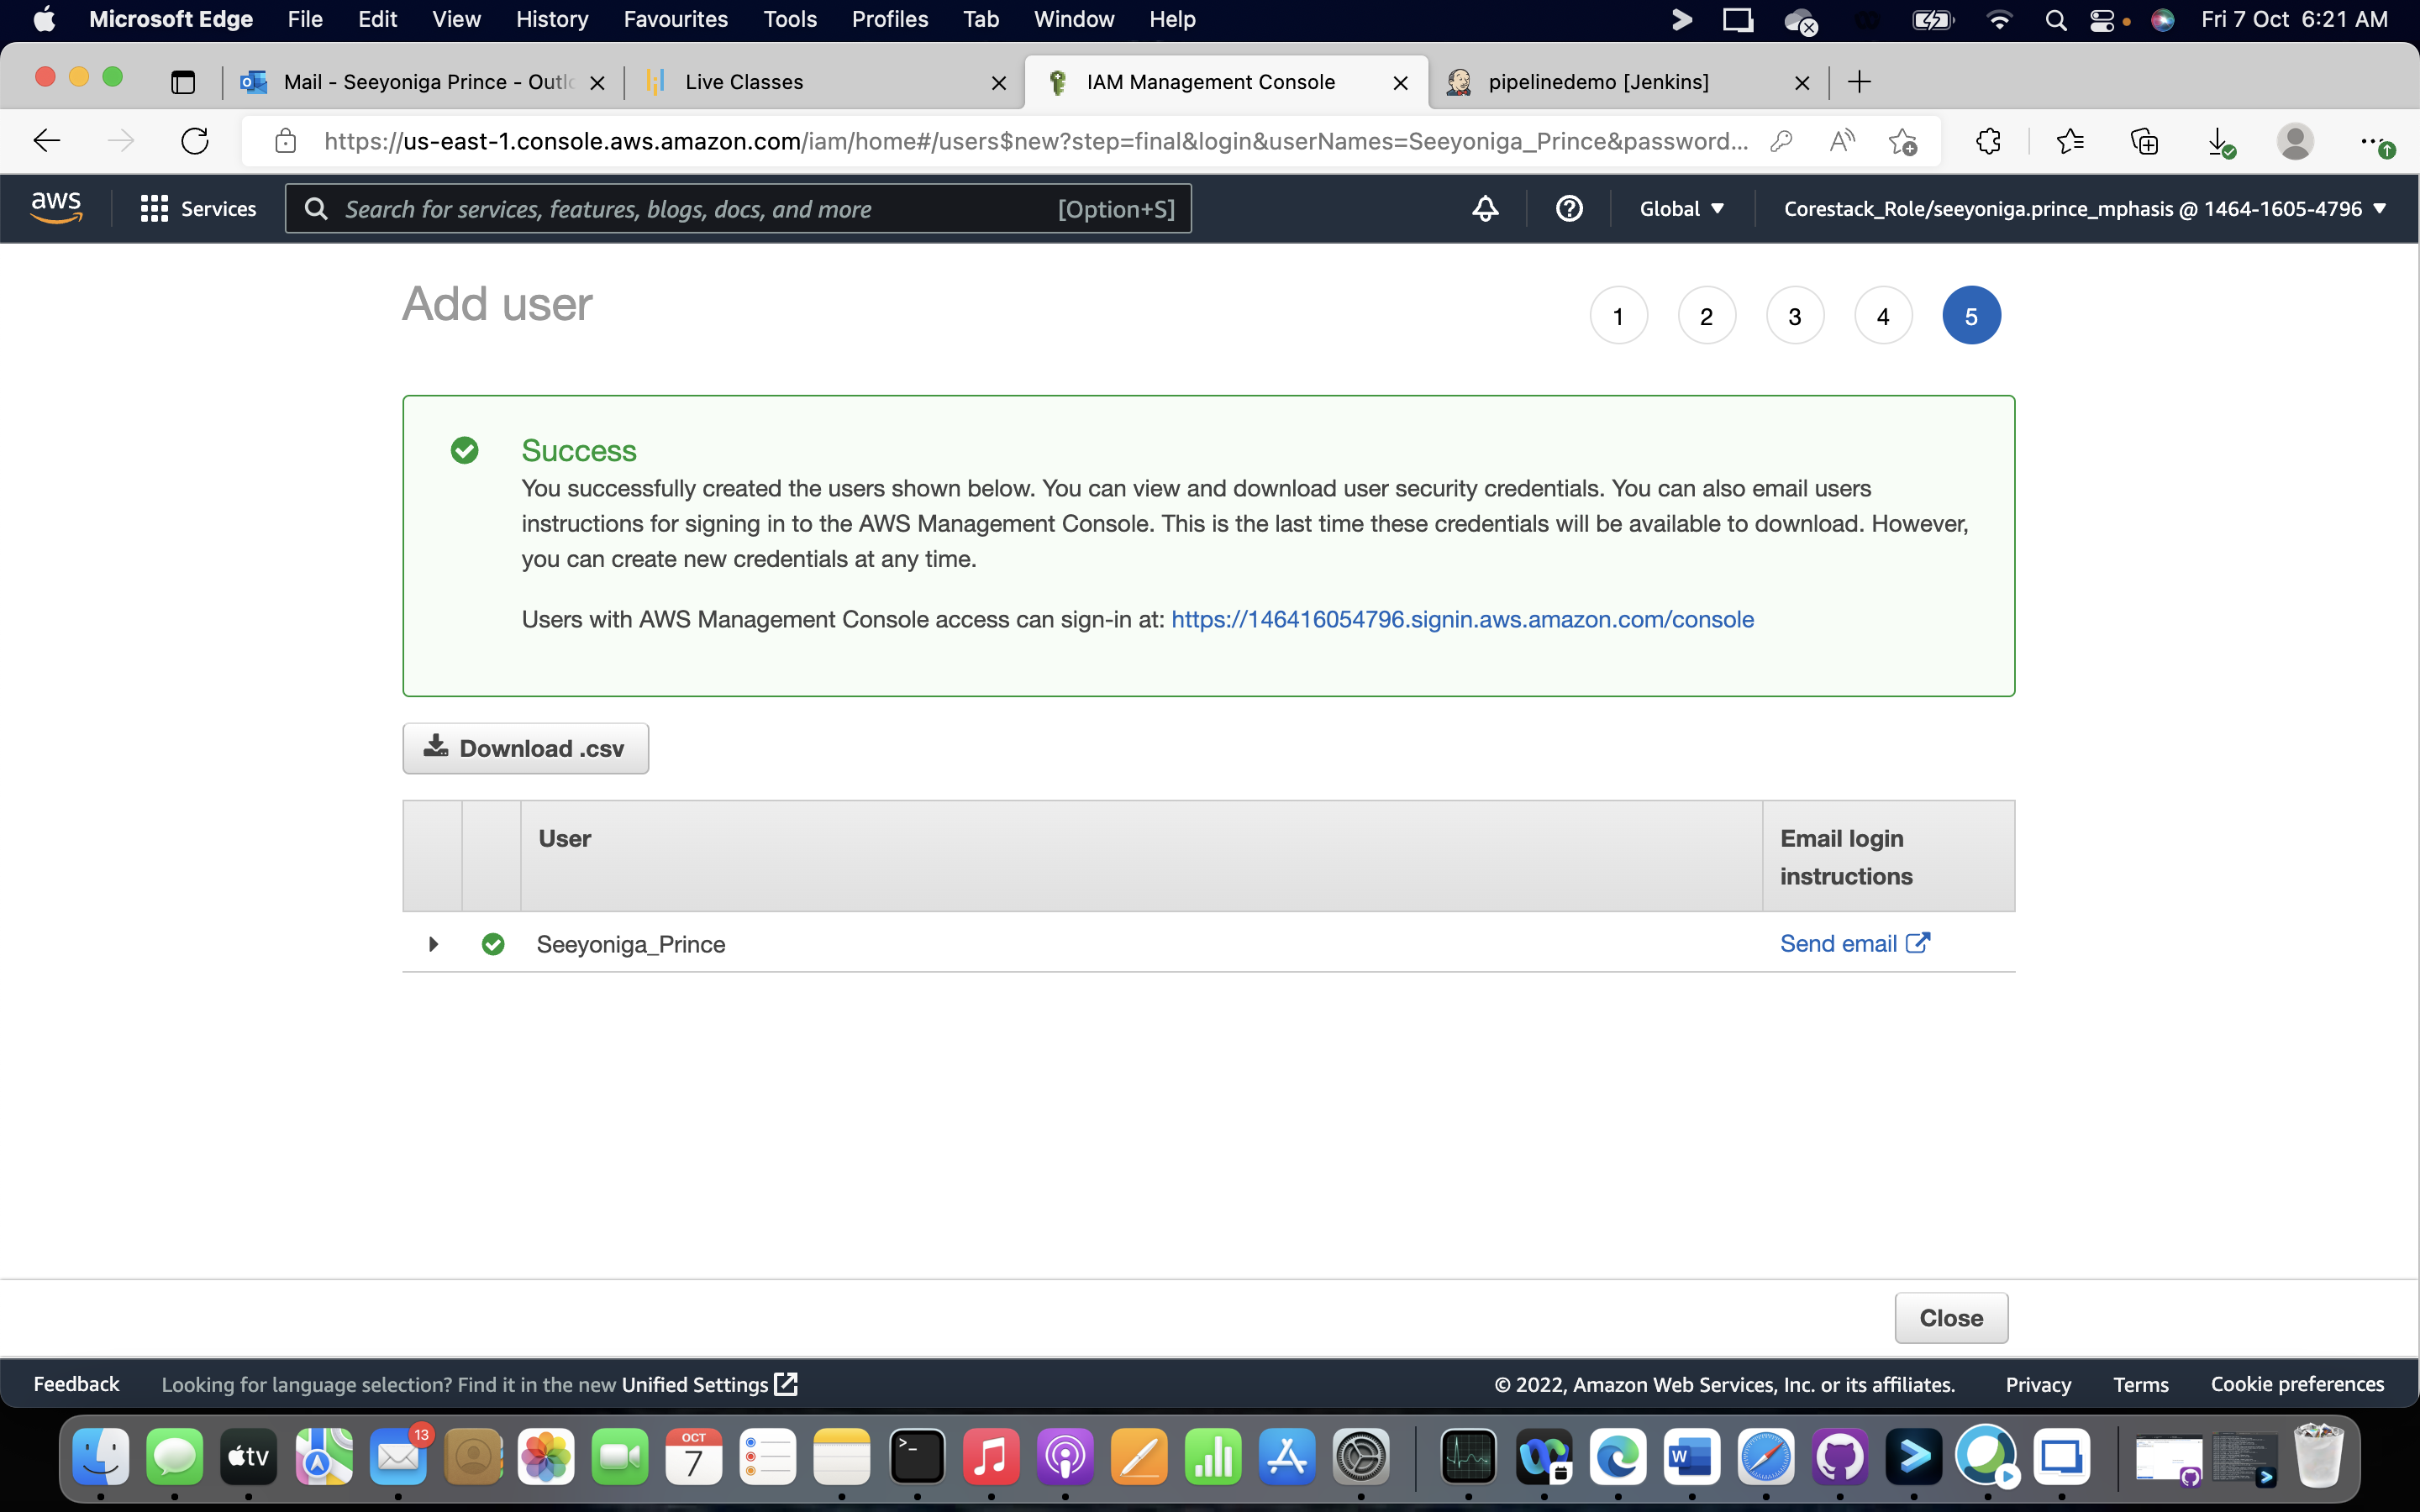 Microsoft Edge File Edit View History Favourites Tools Profiles Tab Window Help Fri 7 Oct 6:21 AM
Mail - Seeyoniga Prince - Outlo Live Classes IAM Management Console pipelinedemo [Jenkins]
https://us-east-1.console.aws.amazon.com/iam/home#/users$new?step=final&login&userNames=Seeyoniga_Prince&password...
aws Services Search for services, features, blogs, docs, and more [Option+S] Global Corestack_Role/seeyoniga.prince_mphasis @ 1464-1605-4796
Add user 1 2 3 4 5
Success
You successfully created the users shown below. You can view and download user security credentials. You can also email users
instructions for signing in to the AWS Management Console. This is the last time these credentials will be available to download. However,
you can create new credentials at any time.
Users with AWS Management Console access can sign-in at: https://146416054796.signin.aws.amazon.com/console
Download .csv
User Email login
instructions
Seeyoniga_Prince Send email
Close
Feedback Looking for language selection? Find it in the new Unified Settings © 2022, Amazon Web Services, Inc. or its affiliates. Privacy Terms Cookie preferences
tv 13 OCT 7 W